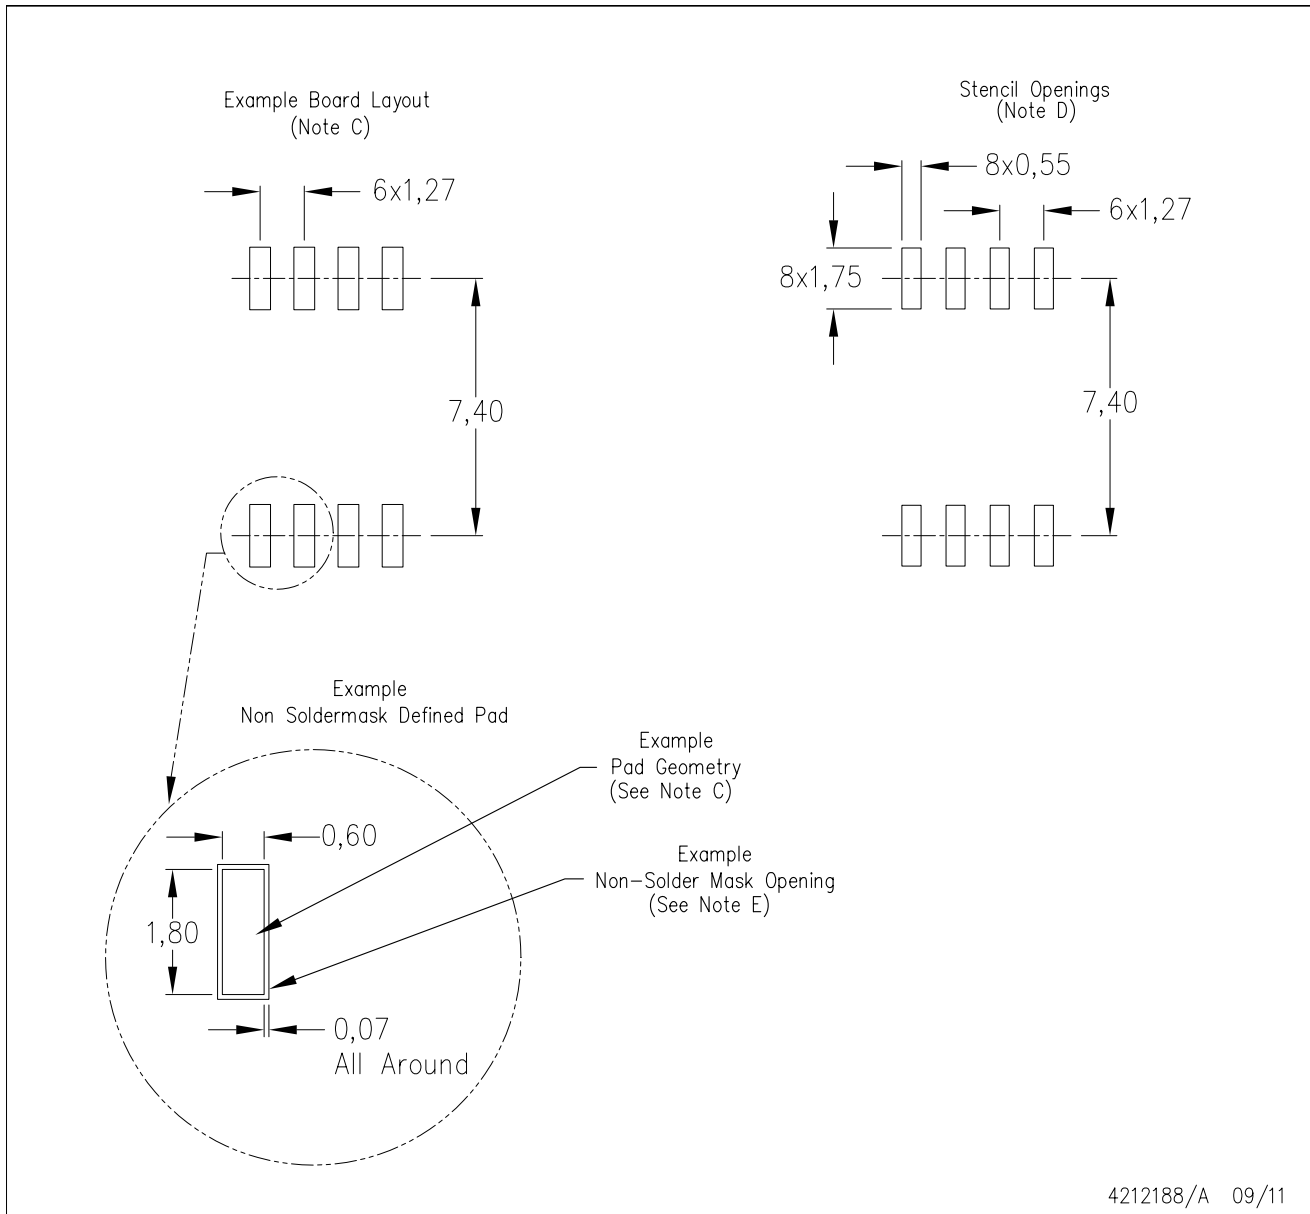 Example Board Layout
(Note C)
6x1,27
7,40
Stencil Openings
(Note D)
8x0,55
6x1,27
8x1,75
7,40
Example
Non Soldermask Defined Pad
Example
Pad Geometry
(See Note C)
0,60
Example
Non-Solder Mask Opening
(See Note E)
1,80
0,07
All Around
4212188/A 09/11